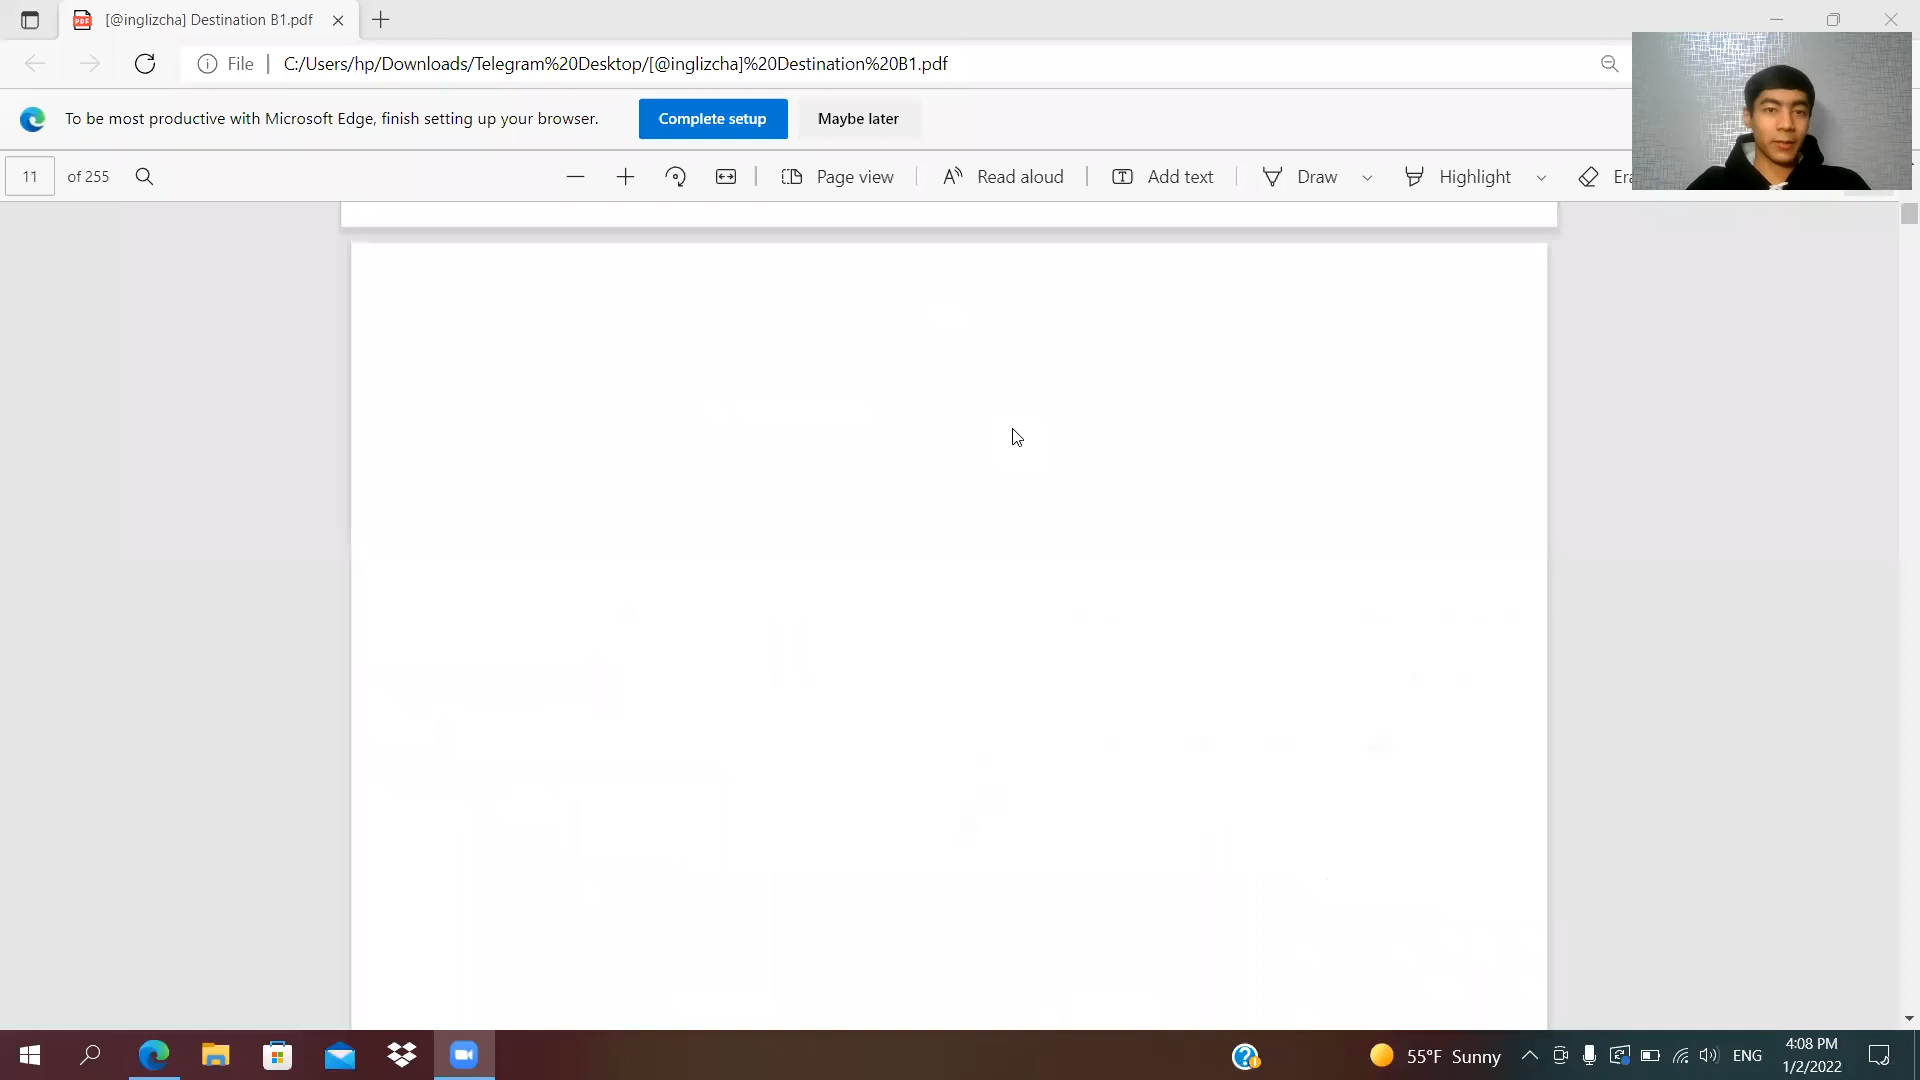 [@inglizcha] Destination B1.pdf
File
C:/Users/hp/Downloads/Telegram%20Desktop/[@inglizcha]%20Destination%20B1.pdf
To be most productive with Microsoft Edge, finish setting up your browser.
Complete setup
Maybe later
11 of 255
Page view
Read aloud
Add text
Draw
Highlight
55°F Sunny
ENG
4:08 PM
1/2/2022